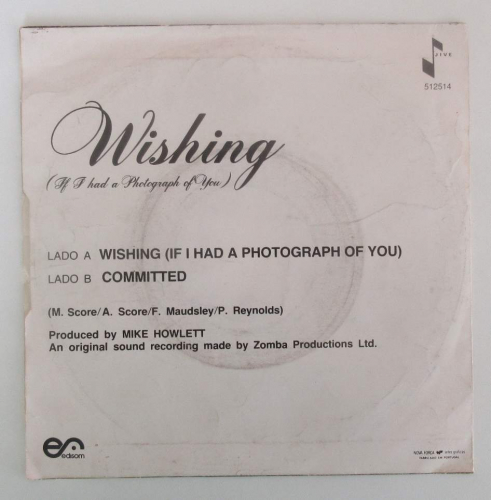 JIVE
512514
Wishing
(If I had a Photograph of You)
LADO A WISHING (IF I HAD A PHOTOGRAPH OF YOU)
LADO B COMMITTED
(M. Score/A. Score/F. Maudsley/P. Reynolds)
Produced by MIKE HOWLETT
An original sound recording made by Zomba Productions Ltd.
edisom